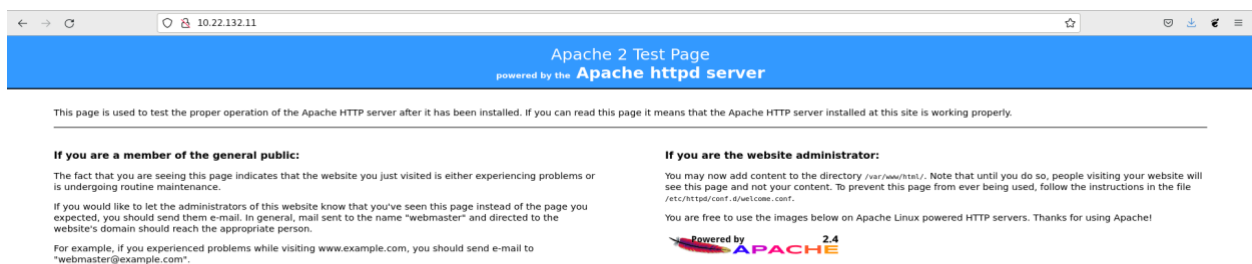 10.22.132.11
Apache 2 Test Page
powered by the Apache httpd server
This page is used to test the proper operation of the Apache HTTP server after it has been installed. If you can read this page it means that the Apache HTTP server installed at this site is working properly.
If you are a member of the general public:
The fact that you are seeing this page indicates that the website you just visited is either experiencing problems or
is undergoing routine maintenance.
If you would like to let the administrators of this website know that you've seen this page instead of the page you
expected, you should send them e-mail. In general, mail sent to the name "webmaster" and directed to the
website's domain should reach the appropriate person.
For example, if you experienced problems while visiting www.example.com, you should send e-mail to
"webmaster@example.com".
If you are the website administrator:
You may now add content to the directory /var/www/html/. Note that until you do so, people visiting your website will
see this page and not your content. To prevent this page from ever being used, follow the instructions in the file
/etc/httpd/conf.d/welcome.conf.
You are free to use the images below on Apache Linux powered HTTP servers. Thanks for using Apache!
Powered by 2.4
APACHE